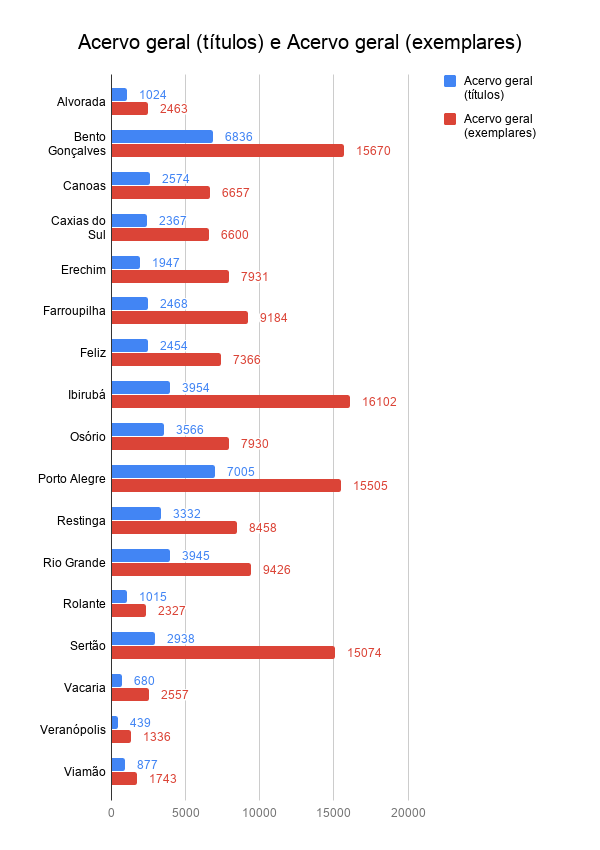 Acervo geral (títulos) e Acervo geral (exemplares)
Acervo geral
(títulos)
Acervo geral
(exemplares)
Alvorada
1024
2463
Bento
Gonçalves
6836
15670
Canoas
2574
6657
Caxias do
Sul
2367
6600
Erechim
1947
7931
Farroupilha
2468
9184
Feliz
2454
7366
Ibirubá
3954
16102
Osório
3566
7930
Porto Alegre
7005
15505
Restinga
3332
8458
Rio Grande
3945
9426
Rolante
1015
2327
Sertão
2938
15074
Vacaria
680
2557
Veranópolis
439
1336
Viamão
877
1743
0 5000 10000 15000 20000